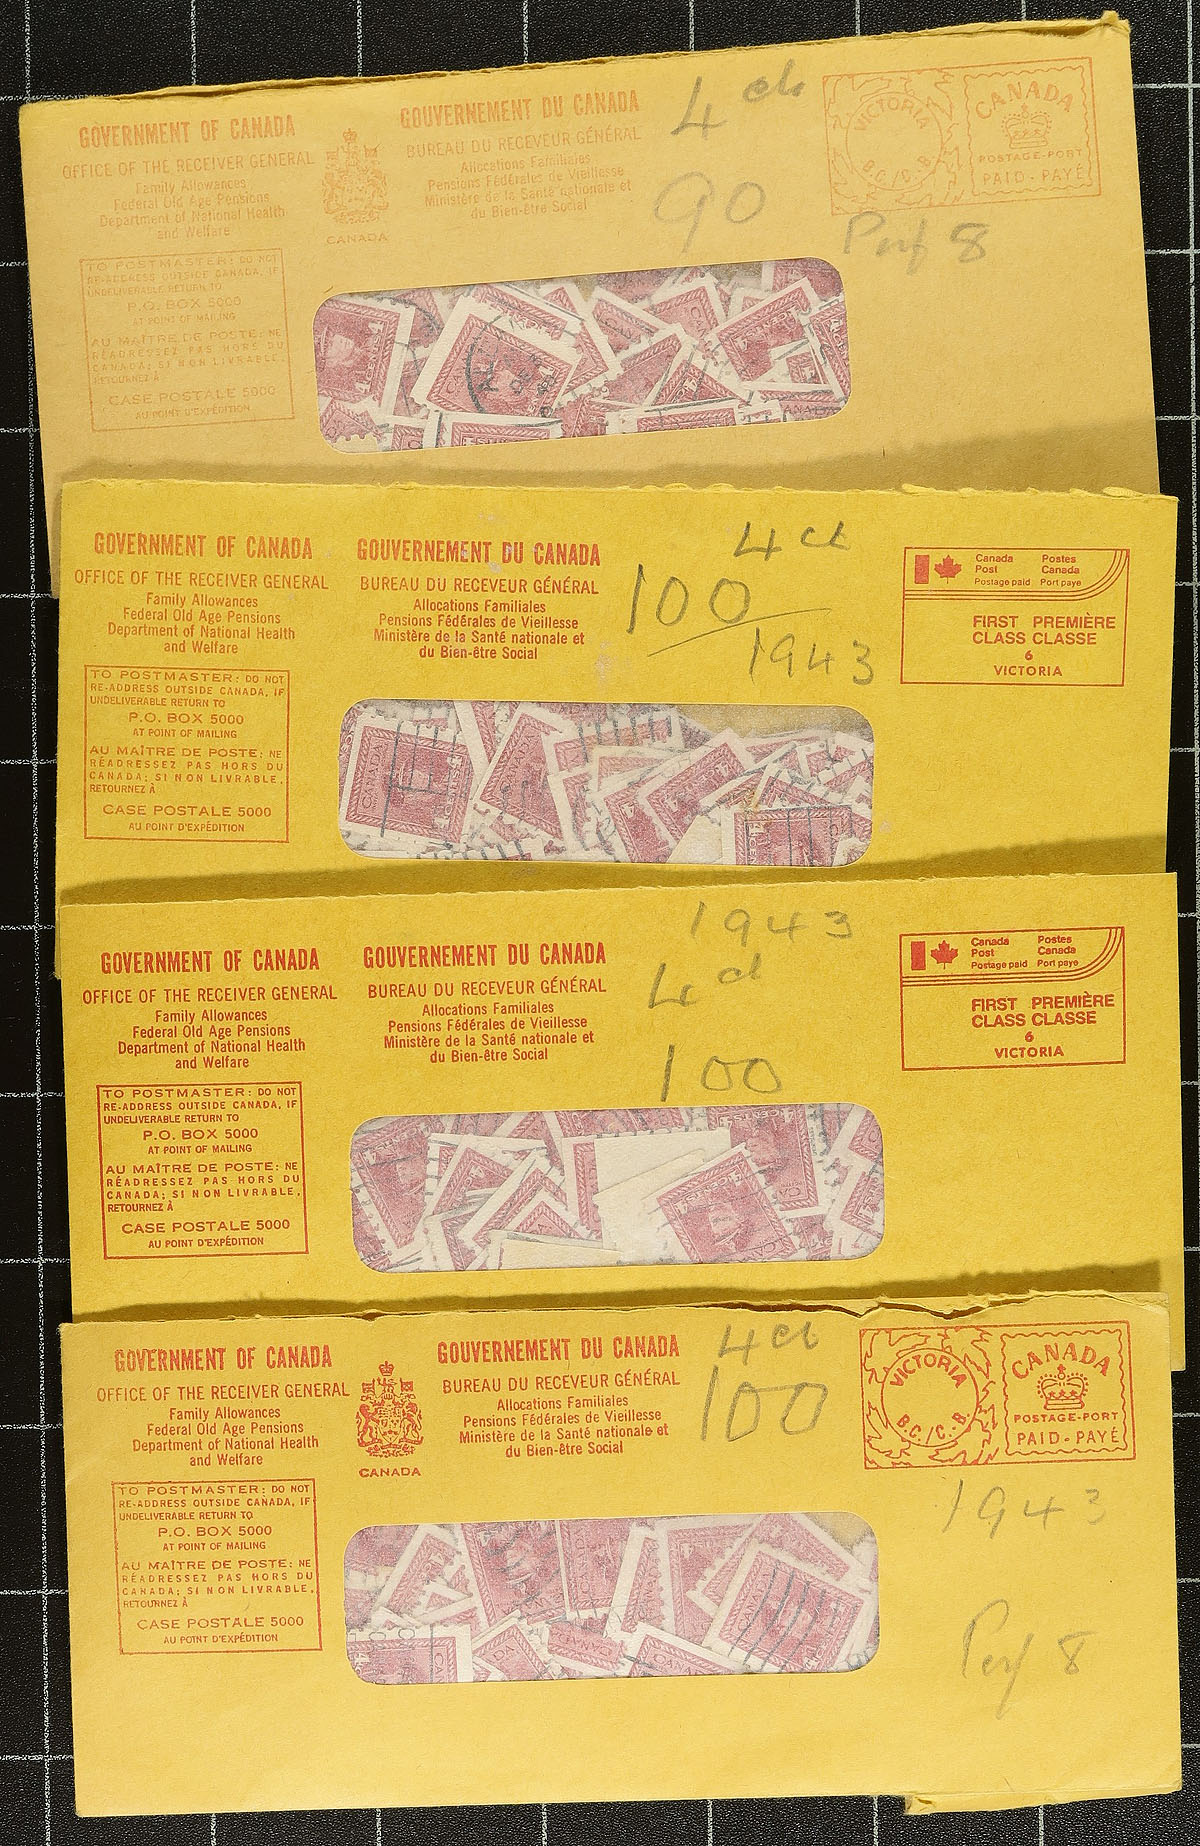 GOVERNMENT OF CANADA
OFFICE OF THE RECEIVER GENERAL
Family Allowances
Federal Old Age Pensions
Department of National Health
and Welfare
CANADA
GOUVERNEMENT DU CANADA
BUREAU DU RECEVEUR GÉNÉRAL
Allocations Familiales
Pensions Fédérales de Vieillesse
Ministère de la Santé nationale et
du Bien-être Social
4 ct
90
Perf 8
VICTORIA
B.C./C.-B.
CANADA
POSTAGE-PORT
PAID-PAYÉ
TO POSTMASTER: DO NOT
RE-ADDRESS OUTSIDE CANADA, IF
UNDELIVERABLE RETURN TO
P.O. BOX 5000
AT POINT OF MAILING
AU MAÎTRE DE POSTE: NE
RÉADRESSEZ PAS HORS DU
CANADA; SI NON LIVRABLE,
RETOURNEZ À
CASE POSTALE 5000
AU POINT D'EXPÉDITION
GOVERNMENT OF CANADA
OFFICE OF THE RECEIVER GENERAL
Family Allowances
Federal Old Age Pensions
Department of National Health
and Welfare
GOUVERNEMENT DU CANADA
BUREAU DU RECEVEUR GÉNÉRAL
Allocations Familiales
Pensions Fédérales de Vieillesse
Ministère de la Santé nationale et
du Bien-être Social
4 ct
100
1943
Canada Postes
Post Canada
Postage paid Port paye
FIRST PREMIÈRE
CLASS CLASSE
6
VICTORIA
TO POSTMASTER: DO NOT
RE-ADDRESS OUTSIDE CANADA, IF
UNDELIVERABLE RETURN TO
P.O. BOX 5000
AT POINT OF MAILING
AU MAÎTRE DE POSTE: NE
RÉADRESSEZ PAS HORS DU
CANADA; SI NON LIVRABLE,
RETOURNEZ À
CASE POSTALE 5000
AU POINT D'EXPÉDITION
CANADA
CANADA
GOVERNMENT OF CANADA
OFFICE OF THE RECEIVER GENERAL
Family Allowances
Federal Old Age Pensions
Department of National Health
and Welfare
GOUVERNEMENT DU CANADA
BUREAU DU RECEVEUR GÉNÉRAL
Allocations Familiales
Pensions Fédérales de Vieillesse
Ministère de la Santé nationale et
du Bien-être Social
1943
4 ct
100
Canada Postes
Post Canada
Postage paid Port paye
FIRST PREMIÈRE
CLASS CLASSE
6
VICTORIA
TO POSTMASTER: DO NOT
RE-ADDRESS OUTSIDE CANADA, IF
UNDELIVERABLE RETURN TO
P.O. BOX 5000
AT POINT OF MAILING
AU MAÎTRE DE POSTE: NE
RÉADRESSEZ PAS HORS DU
CANADA; SI NON LIVRABLE,
RETOURNEZ À
CASE POSTALE 5000
AU POINT D'EXPÉDITION
GOVERNMENT OF CANADA
OFFICE OF THE RECEIVER GENERAL
Family Allowances
Federal Old Age Pensions
Department of National Health
and Welfare
CANADA
GOUVERNEMENT DU CANADA
BUREAU DU RECEVEUR GÉNÉRAL
Allocations Familiales
Pensions Fédérales de Vieillesse
Ministère de la Santé nationale et
du Bien-être Social
4 ct
100
VICTORIA
B.C./C.-B.
CANADA
POSTAGE-PORT
PAID-PAYÉ
1943
Perf 8
TO POSTMASTER: DO NOT
RE-ADDRESS OUTSIDE CANADA, IF
UNDELIVERABLE RETURN TO
P.O. BOX 5000
AT POINT OF MAILING
AU MAÎTRE DE POSTE: NE
RÉADRESSEZ PAS HORS DU
CANADA; SI NON LIVRABLE,
RETOURNEZ À
CASE POSTALE 5000
AU POINT D'EXPÉDITION